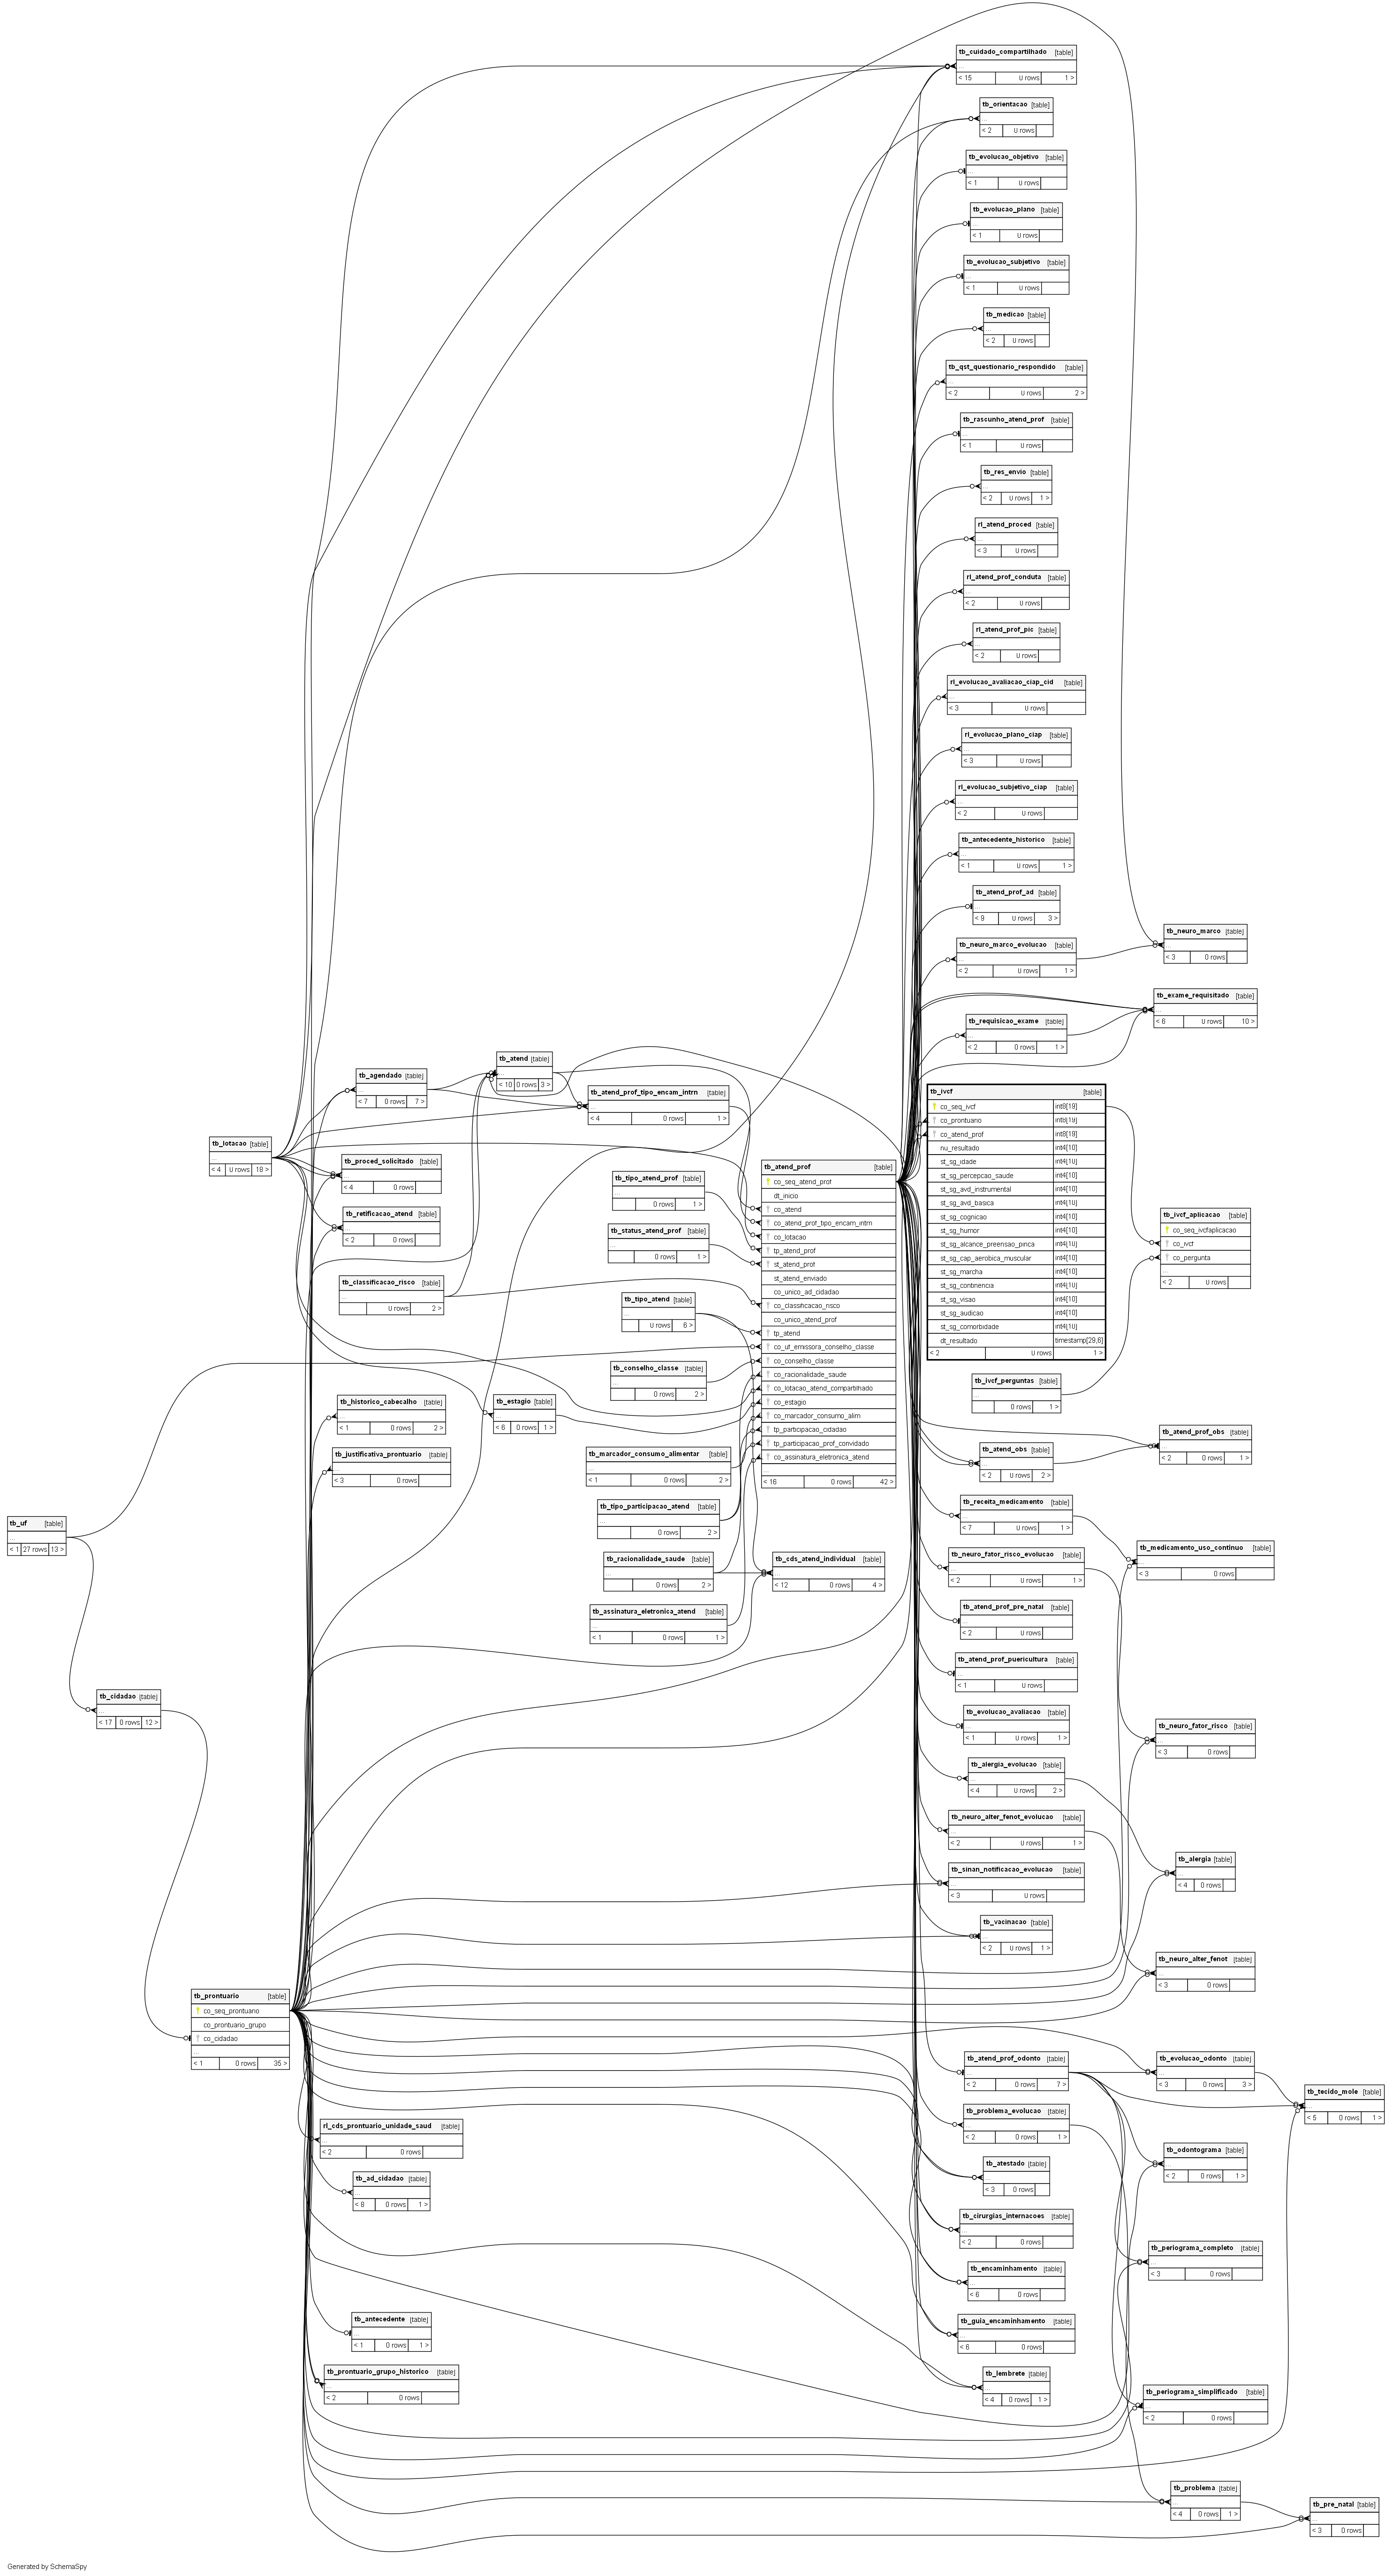 tb_cuidado_compartilhado [table]
...
< 15 0 rows 1 >
tb_orientacao [table]
...
< 2 0 rows
tb_evolucao_objetivo [table]
...
< 1 0 rows
tb_evolucao_plano [table]
...
< 1 0 rows
tb_evolucao_subjetivo [table]
...
< 1 0 rows
tb_medicao [table]
...
< 2 0 rows
tb_qst_questionario_respondido [table]
...
< 2 0 rows 2 >
tb_rascunho_atend_prof [table]
...
< 1 0 rows
tb_res_envio [table]
...
< 2 0 rows 1 >
rl_atend_proced [table]
...
< 3 0 rows
rl_atend_prof_conduta [table]
...
< 2 0 rows
rl_atend_prof_pic [table]
...
< 2 0 rows
rl_evolucao_avaliacao_ciap_cid [table]
...
< 3 0 rows
rl_evolucao_plano_ciap [table]
...
< 3 0 rows
rl_evolucao_subjetivo_ciap [table]
...
< 2 0 rows
tb_antecedente_historico [table]
...
< 1 0 rows 1 >
tb_atend_prof_ad [table]
...
< 9 0 rows 3 >
tb_neuro_marco [table]
...
< 3 0 rows
tb_neuro_marco_evolucao [table]
...
< 2 0 rows 1 >
tb_exame_requisitado [table]
...
< 6 0 rows 10 >
tb_requisicao_exame [table]
...
< 2 0 rows 1 >
tb_atend [table]
...
< 10 0 rows 3 >
tb_agendado [table]
...
< 7 0 rows 7 >
tb_atend_prof_tipo_encam_intrn [table]
...
< 4 0 rows 1 >
tb_lotacao [table]
...
< 4 0 rows 18 >
tb_proced_solicitado [table]
...
< 4 0 rows
tb_retificacao_atend [table]
...
< 2 0 rows
tb_classificacao_risco [table]
...
0 rows 2 >
tb_tipo_atend_prof [table]
...
0 rows 1 >
tb_status_atend_prof [table]
...
0 rows 1 >
tb_tipo_atend [table]
...
0 rows 6 >
tb_conselho_classe [table]
...
0 rows 2 >
tb_atend_prof [table]
co_seq_atend_prof
dt_inicio
co_atend
co_atend_prof_tipo_encam_intrn
co_lotacao
tp_atend_prof
st_atend_prof
st_atend_enviado
co_unico_ad_cidadao
co_classificacao_risco
co_unico_atend_prof
tp_atend
co_uf_emissora_conselho_classe
co_conselho_classe
co_racionalidade_saude
co_lotacao_atend_compartilhado
co_estagio
co_marcador_consumo_alim
tp_participacao_cidadao
tp_participacao_prof_convidado
co_assinatura_eletronica_atend
...
< 16 0 rows 42 >
tb_ivcf [table]
co_seq_ivcf int8[19]
co_prontuario int8[19]
co_atend_prof int8[19]
nu_resultado int4[10]
st_sg_idade int4[10]
st_sg_percepcao_saude int4[10]
st_sg_avd_instrumental int4[10]
st_sg_avd_basica int4[10]
st_sg_cognicao int4[10]
st_sg_humor int4[10]
st_sg_alcance_preensao_pinca int4[10]
st_sg_cap_aerobica_muscular int4[10]
st_sg_marcha int4[10]
st_sg_continencia int4[10]
st_sg_visao int4[10]
st_sg_audicao int4[10]
st_sg_comorbidade int4[10]
dt_resultado timestamp[29,6]
< 2 0 rows 1 >
tb_ivcf_aplicacao [table]
co_seq_ivcfaplicacao
co_ivcf
co_pergunta
...
< 2 0 rows
tb_ivcf_perguntas [table]
...
0 rows 1 >
tb_historico_cabecalho [table]
...
< 1 0 rows 2 >
tb_estagio [table]
...
< 6 0 rows 1 >
tb_justificativa_prontuario [table]
...
< 3 0 rows
tb_marcador_consumo_alimentar [table]
...
< 1 0 rows 2 >
tb_tipo_participacao_atend [table]
...
0 rows 2 >
tb_racionalidade_saude [table]
...
0 rows 2 >
tb_cds_atend_individual [table]
...
< 12 0 rows 4 >
tb_assinatura_eletronica_atend [table]
...
< 1 0 rows 1 >
tb_uf [table]
...
< 1 27 rows 13 >
tb_cidadao [table]
...
< 17 0 rows 12 >
tb_prontuario [table]
co_seq_prontuario
co_prontuario_grupo
co_cidadao
...
< 1 0 rows 35 >
tb_atend_prof_obs [table]
...
< 2 0 rows 1 >
tb_atend_obs [table]
...
< 2 0 rows 2 >
tb_receita_medicamento [table]
...
< 7 0 rows 1 >
tb_medicamento_uso_continuo [table]
...
< 3 0 rows
tb_neuro_fator_risco_evolucao [table]
...
< 2 0 rows 1 >
tb_atend_prof_pre_natal [table]
...
< 2 0 rows
tb_atend_prof_puericultura [table]
...
< 1 0 rows
tb_evolucao_avaliacao [table]
...
< 1 0 rows 1 >
tb_neuro_fator_risco [table]
...
< 3 0 rows
tb_alergia_evolucao [table]
...
< 4 0 rows 2 >
tb_neuro_alter_fenot_evolucao [table]
...
< 2 0 rows 1 >
tb_alergia [table]
...
< 4 0 rows
tb_sinan_notificacao_evolucao [table]
...
< 3 0 rows
tb_vacinacao [table]
...
< 2 0 rows 1 >
tb_neuro_alter_fenot [table]
...
< 3 0 rows
tb_atend_prof_odonto [table]
...
< 2 0 rows 7 >
tb_evolucao_odonto [table]
...
< 3 0 rows 3 >
tb_tecido_mole [table]
...
< 5 0 rows 1 >
tb_problema_evolucao [table]
...
< 2 0 rows 1 >
tb_odontograma [table]
...
< 2 0 rows 1 >
tb_atestado [table]
...
< 3 0 rows
rl_cds_prontuario_unidade_saud [table]
...
< 2 0 rows
tb_ad_cidadao [table]
...
< 8 0 rows 1 >
tb_cirurgias_internacoes [table]
...
< 2 0 rows
tb_periograma_completo [table]
...
< 3 0 rows
tb_encaminhamento [table]
...
< 6 0 rows
tb_antecedente [table]
...
< 1 0 rows 1 >
tb_guia_encaminhamento [table]
...
< 6 0 rows
tb_prontuario_grupo_historico [table]
...
< 2 0 rows
tb_lembrete [table]
...
< 4 0 rows 1 >
tb_periograma_simplificado [table]
...
< 2 0 rows
tb_problema [table]
...
< 4 0 rows 1 >
tb_pre_natal [table]
...
< 3 0 rows
Generated by SchemaSpy